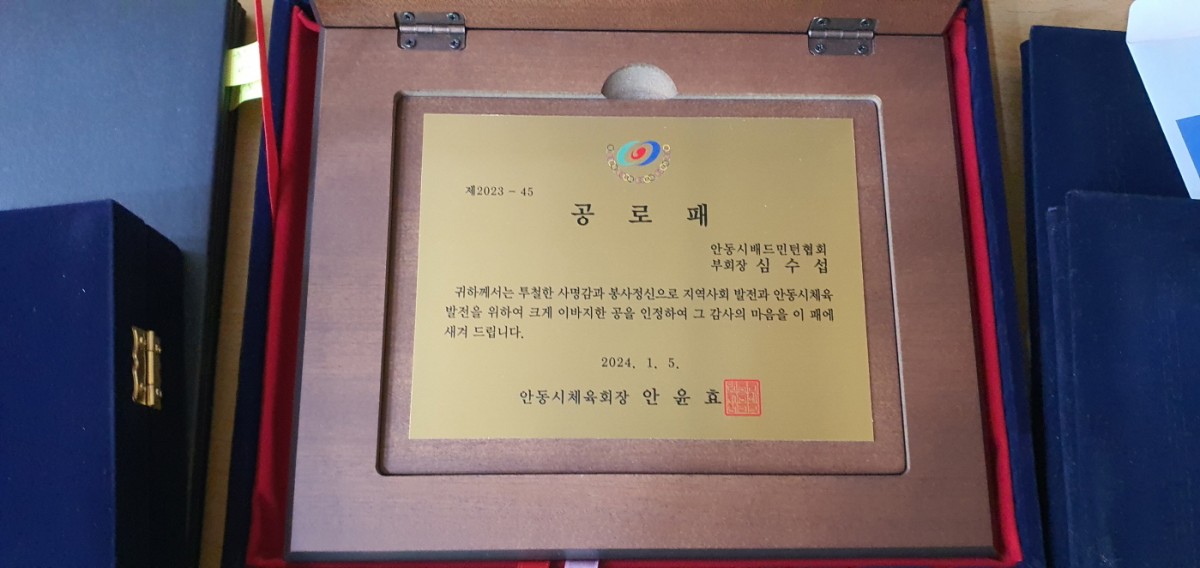 제2023-45
공 로 패
안동시배드민턴협회
부회장 심 수 섭
귀하께서는 투철한 사명감과 봉사정신으로 지역사회 발전과 안동시체육
발전을 위하여 크게 이바지한 공을 인정하여 그 감사의 마음을 이 패에
새겨 드립니다.
2024. 1. 5.
안동시체육회장 안 윤 효